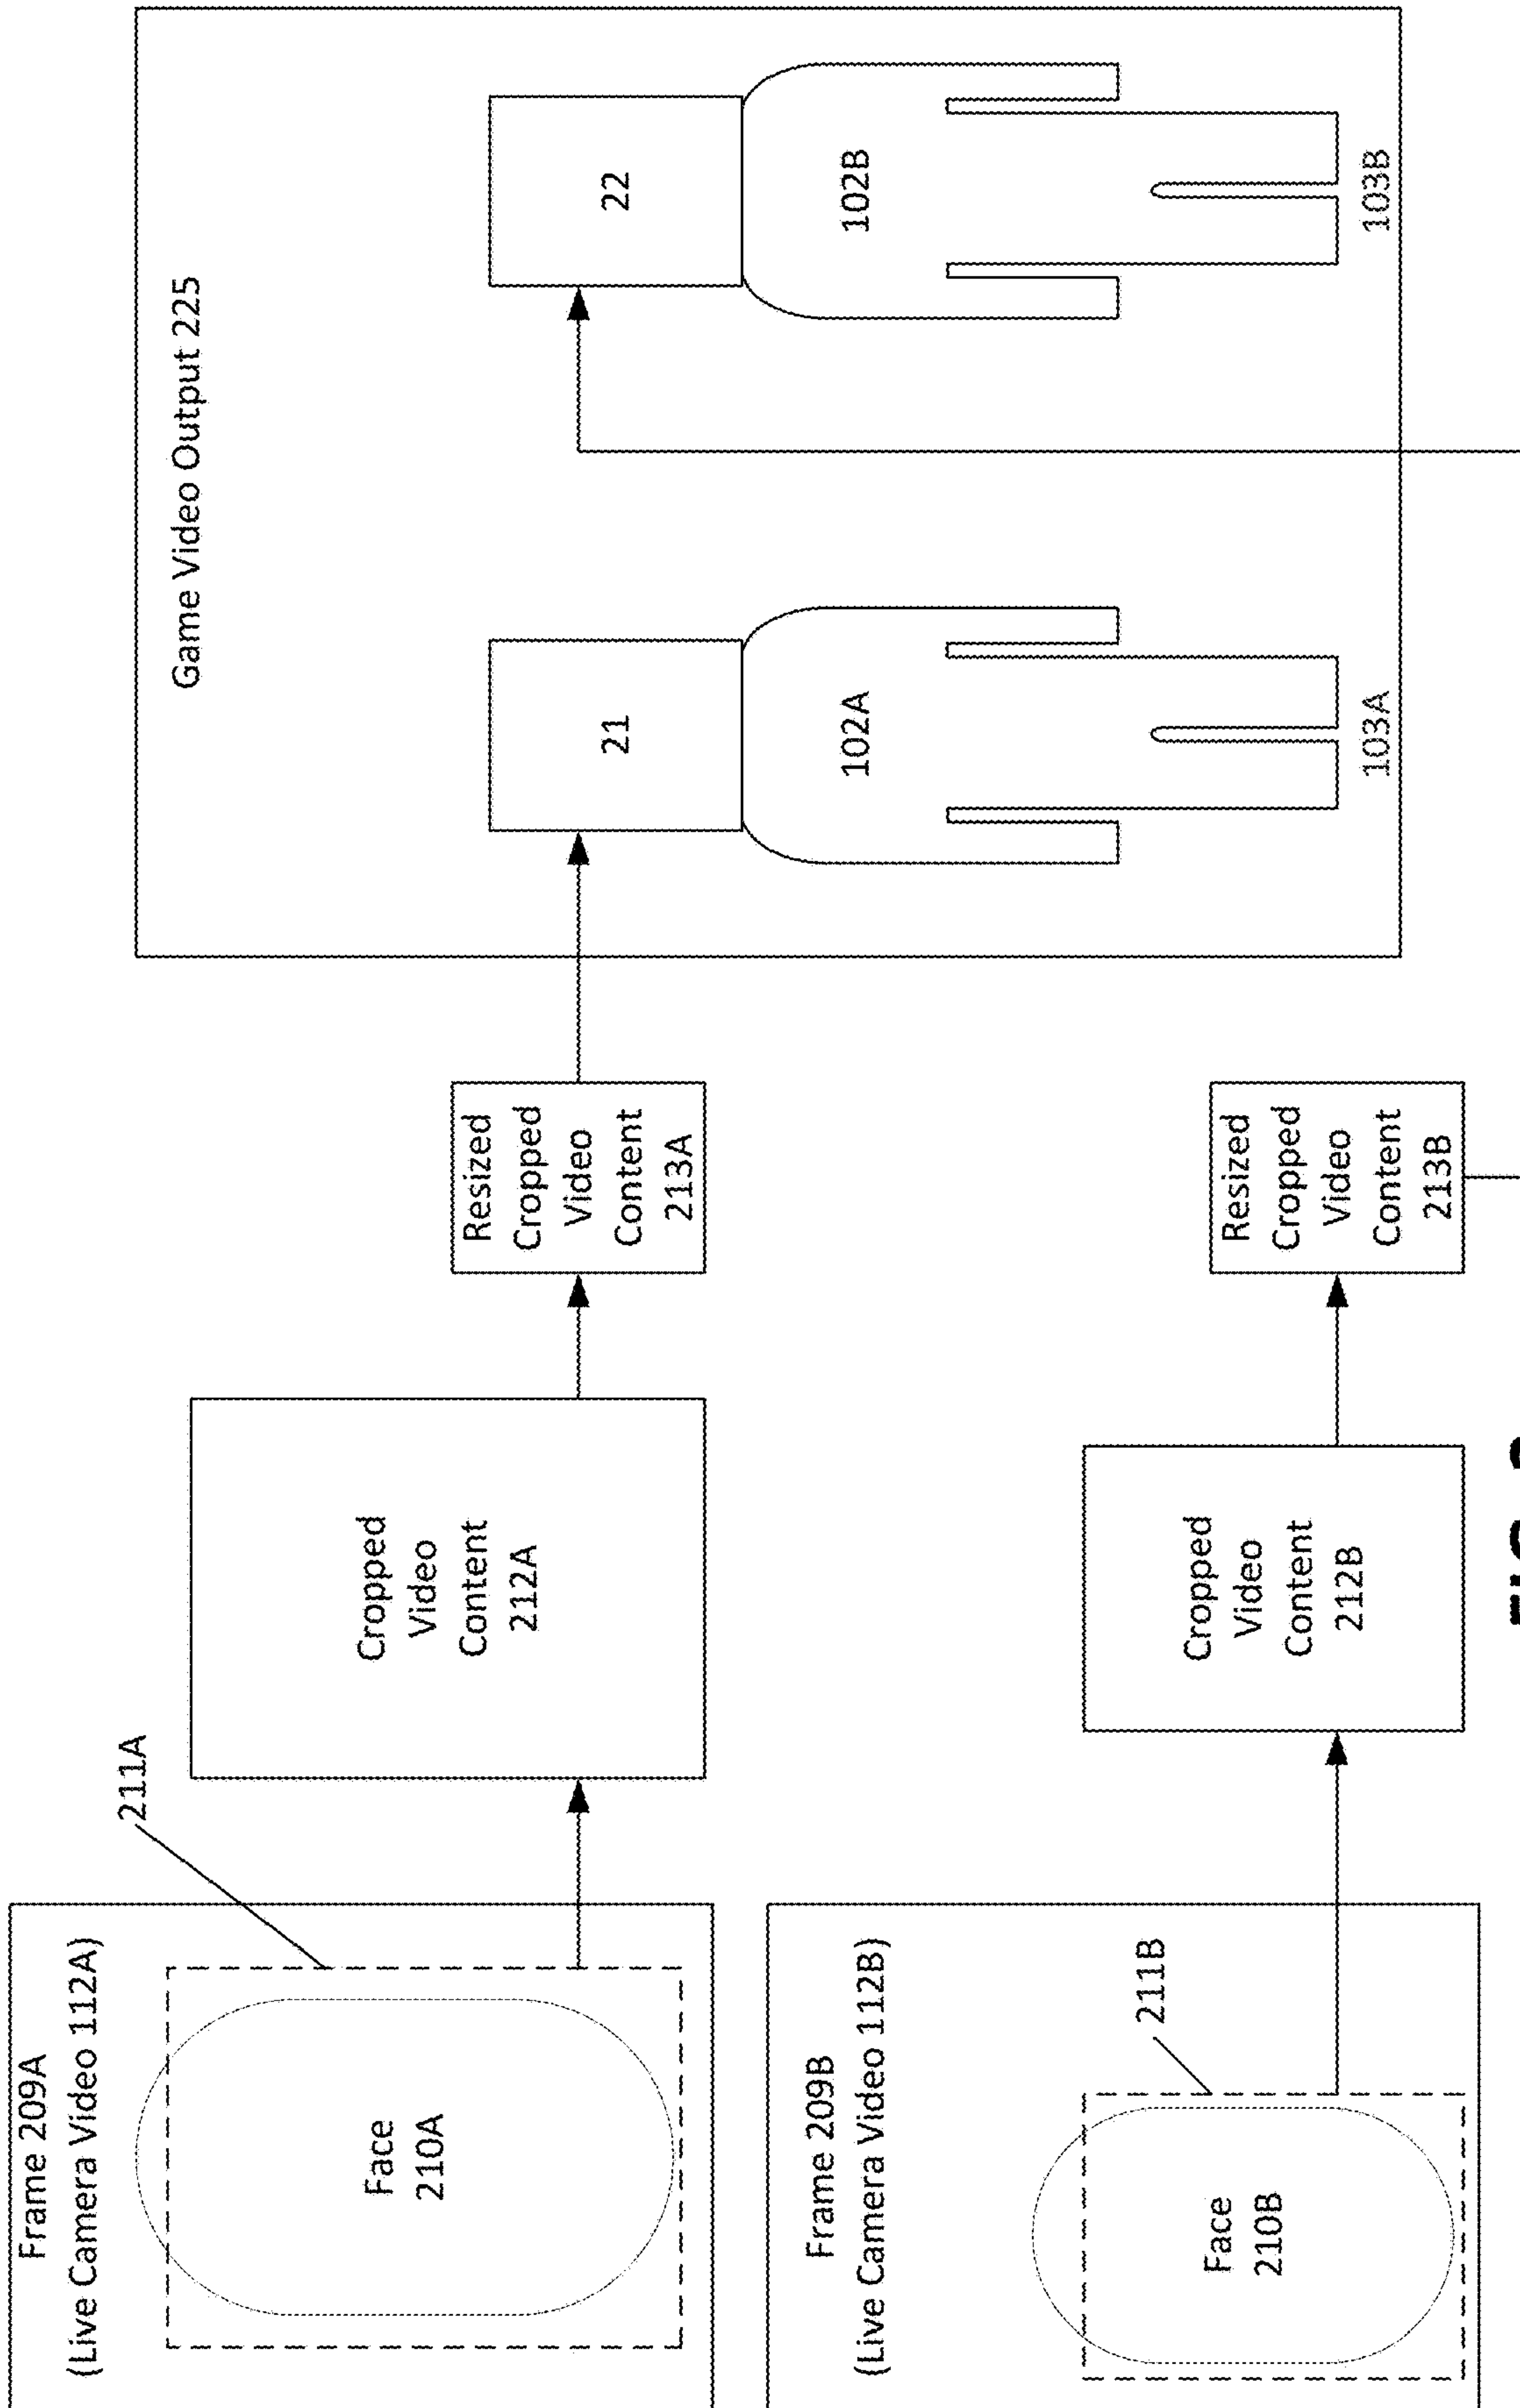 Frame 209A
(Live Camera Video 112A)
Face
210A
211A
Cropped
Video
Content
212A
Resized
Cropped
Video
Content
213A
Game Video Output 225
21
102A
103A
22
102B
103B
Frame 209B
(Live Camera Video 112B)
Face
210B
211B
Cropped
Video
Content
212B
Resized
Cropped
Video
Content
213B